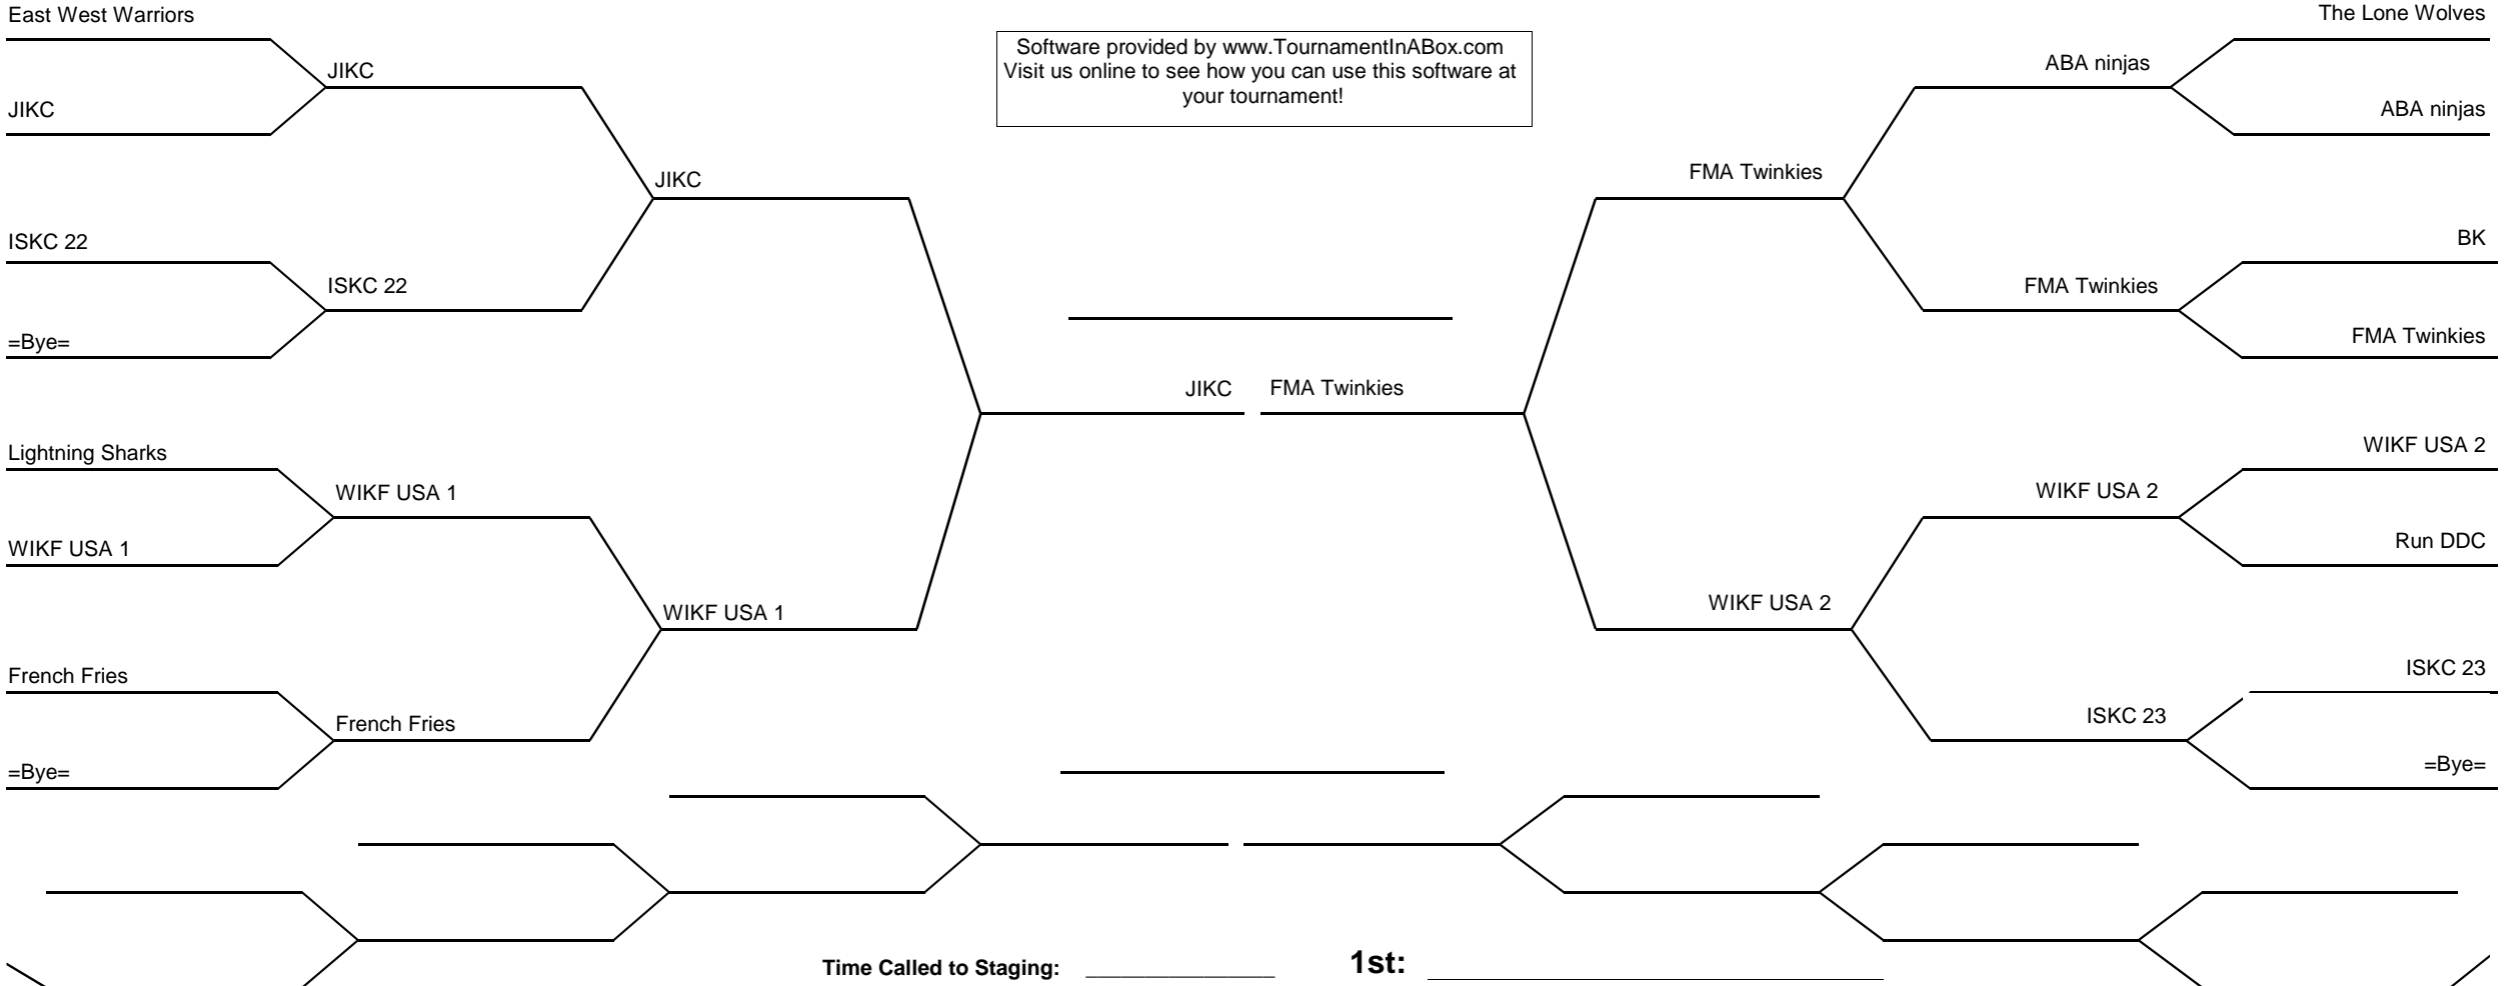 East West Warriors
The Lone Wolves
Software provided by www.TournamentInABox.com
Visit us online to see how you can use this software at
your tournament!
JIKC
ABA ninjas
JIKC
ABA ninjas
JIKC
FMA Twinkies
ISKC 22
BK
ISKC 22
FMA Twinkies
=Bye=
FMA Twinkies
JIKC
FMA Twinkies
Lightning Sharks
WIKF USA 2
WIKF USA 1
WIKF USA 2
WIKF USA 1
Run DDC
WIKF USA 1
WIKF USA 2
French Fries
ISKC 23
French Fries
ISKC 23
=Bye=
=Bye=
Time Called to Staging:
1st: